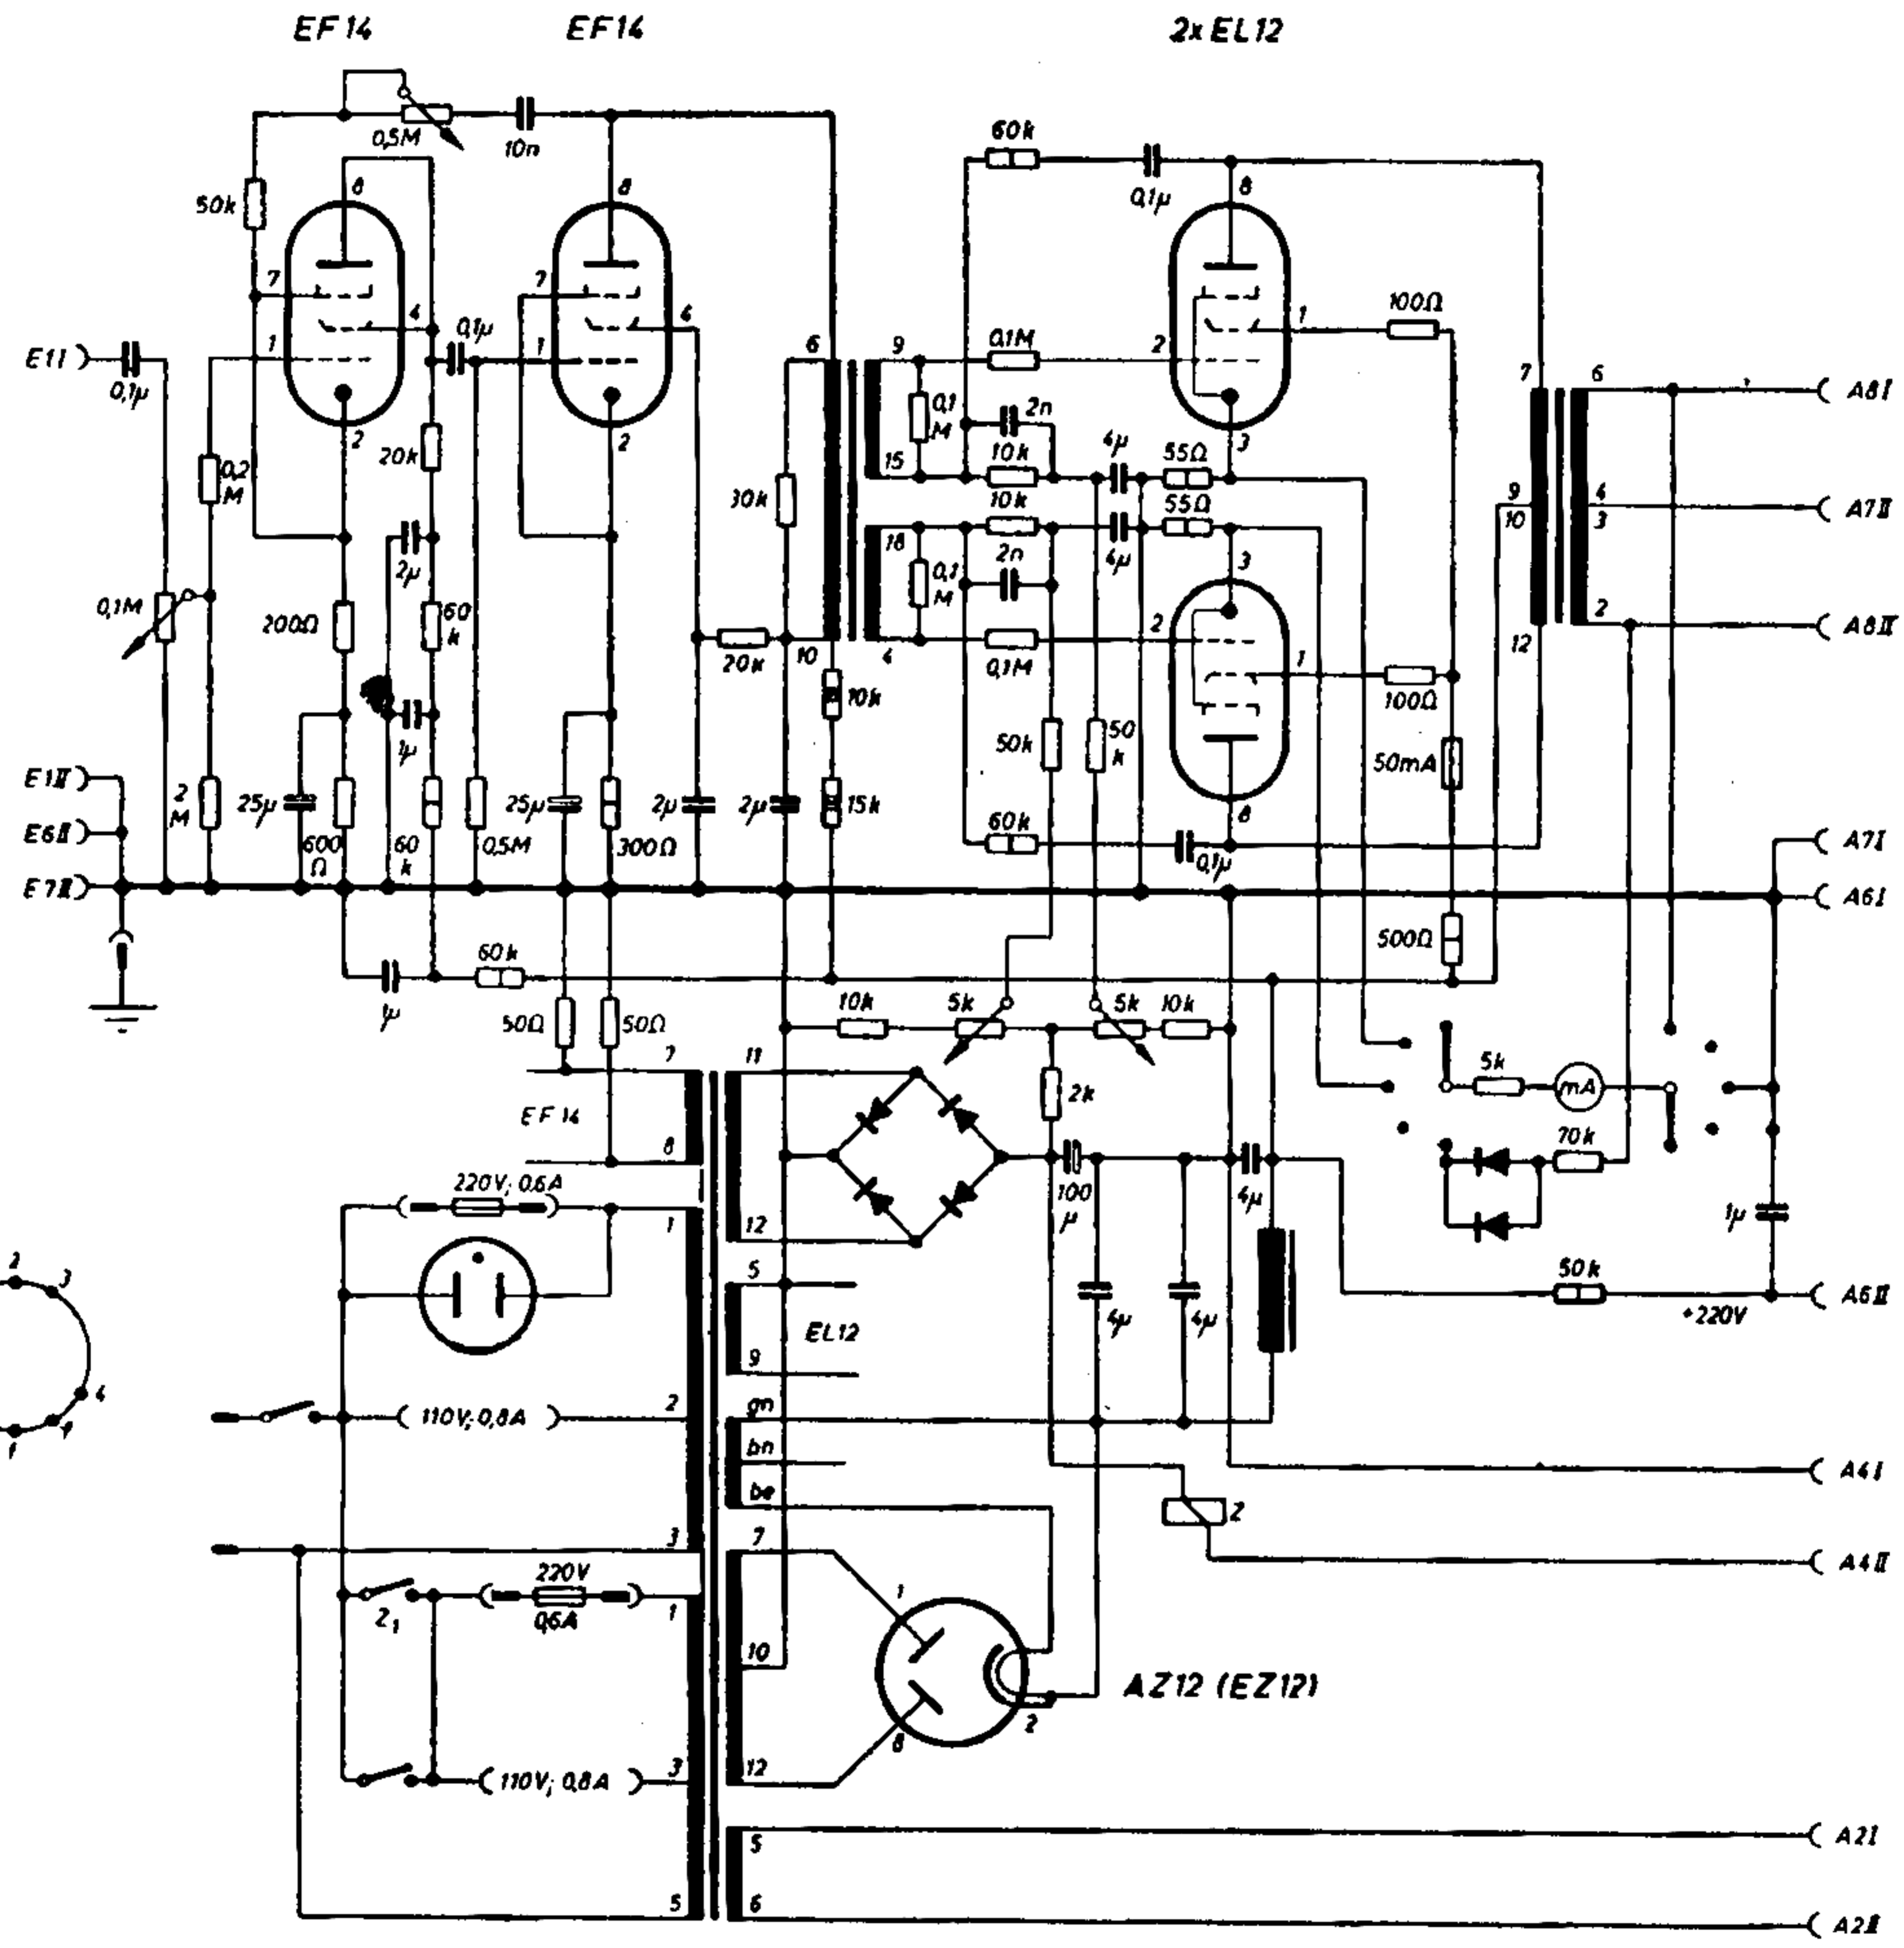 EF14 EF14 2x EL12
0,5M 10n 60k 0,1µ
8 8 8
50k
7 7 4 4 0,1µ 1 100Ω
E1I 0,1µ 1 1 6 9 0,1M 2 7 6 A8I
2 2 20k 0,1 M 2n 10k 15 4µ 55Ω 3
0,2 M 10k 55Ω 9 10 4 3 A7II
2µ 18 2n 0,1 M 4µ 3
0,1M 200Ω 60 k 2 2 A8II
20k 10 4 0,1M 1 12
10k 100Ω
1µ 50k 50 k 50mA
E1II 2 M 25µ 25µ 2µ 2µ 15k 8
E6II 600 Ω 60 k 0,5M 300Ω 60k 0,1µ A7I
E7II A6I
60k 500Ω
1µ 50Ω 50Ω 10k 5k 5k 10k
7 11 2k 5k mA
EF14 70k
8 100 µ 4µ
220V; 0.6A 1 12 1µ
2 3 5 4µ 4µ 50k A6II
EL12 +220V
4 9
110V; 0,8A 2 gn
1 bn A4I
be 2
3 7 A4II
220V 1
Z1 0,6A 1
10 AZ12 (EZ12)
2
8
110V; 0,8A 3 12
5 A2I
5 6 A2II